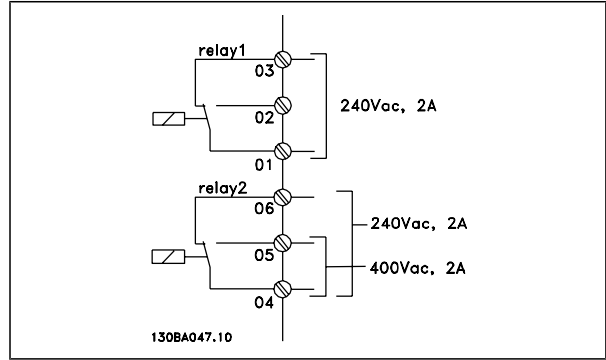 relay1
03
02
240Vac, 2A
01
relay2
06
240Vac, 2A
05
400Vac, 2A
04
130BA047.10